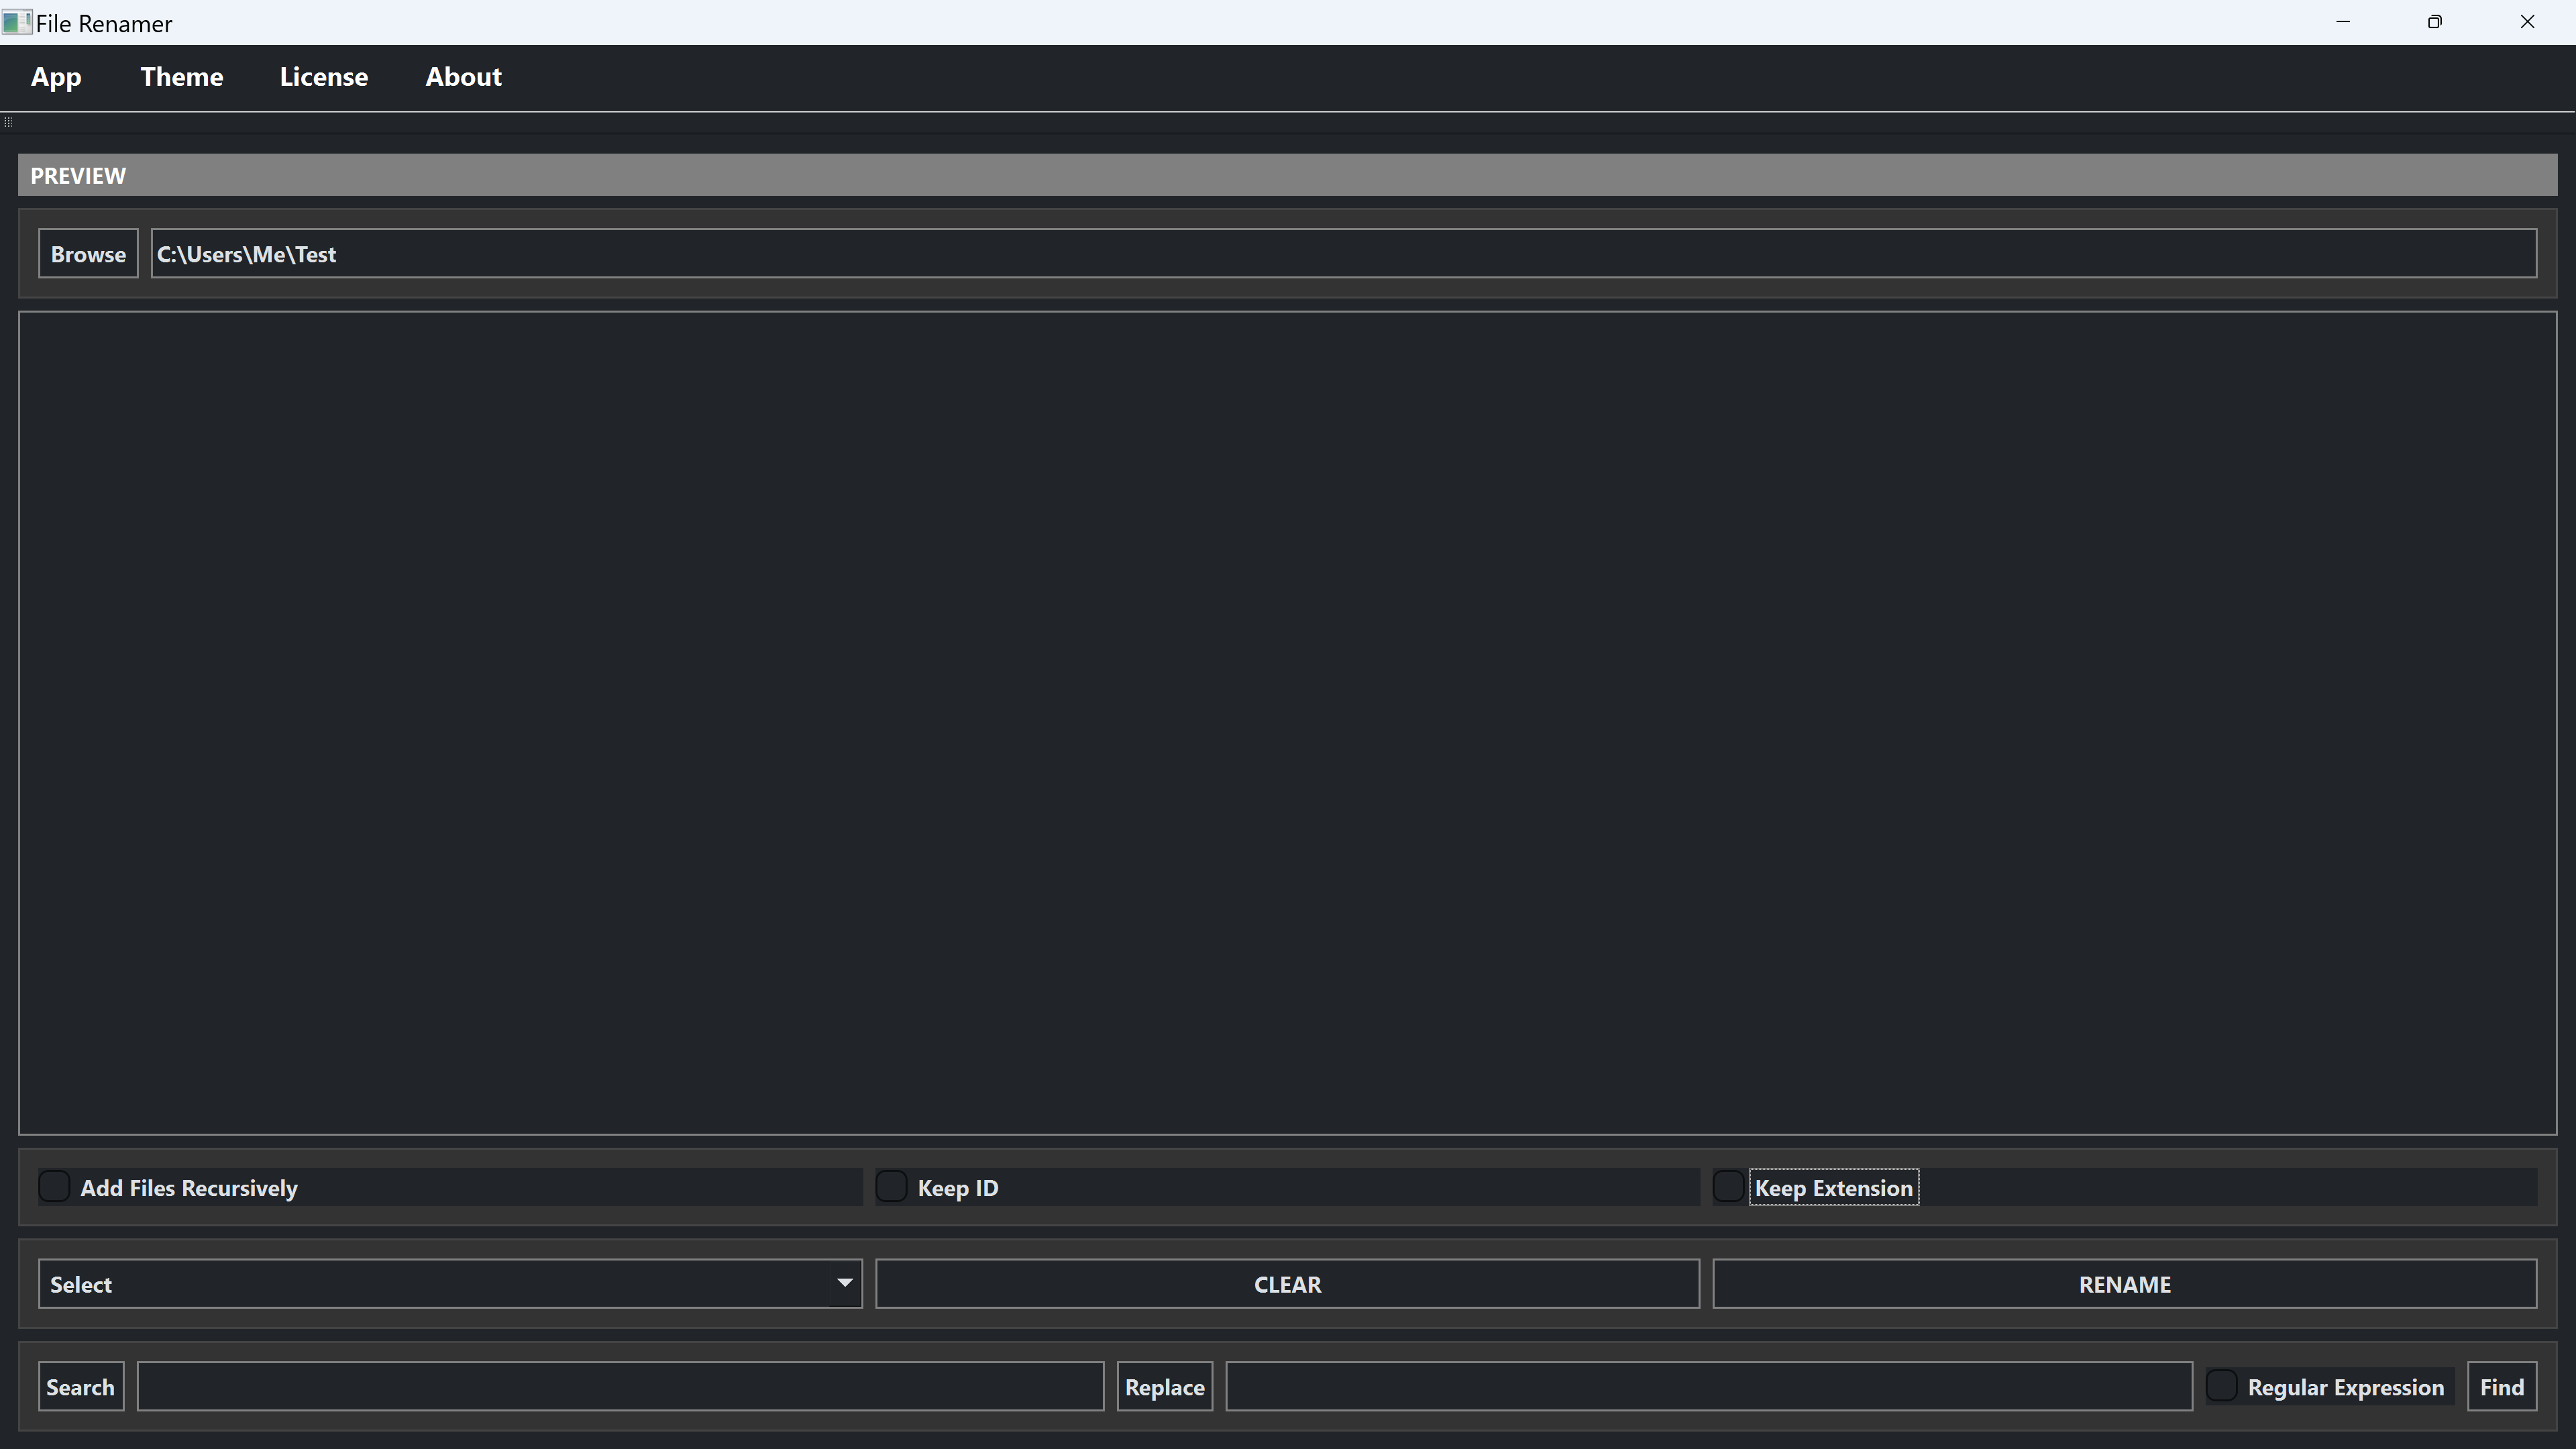 File Renamer
App Theme License About
PREVIEW
Browse C:\Users\Me\Test
Add Files Recursively Keep ID Keep Extension
Select CLEAR RENAME
Search Replace Regular Expression Find